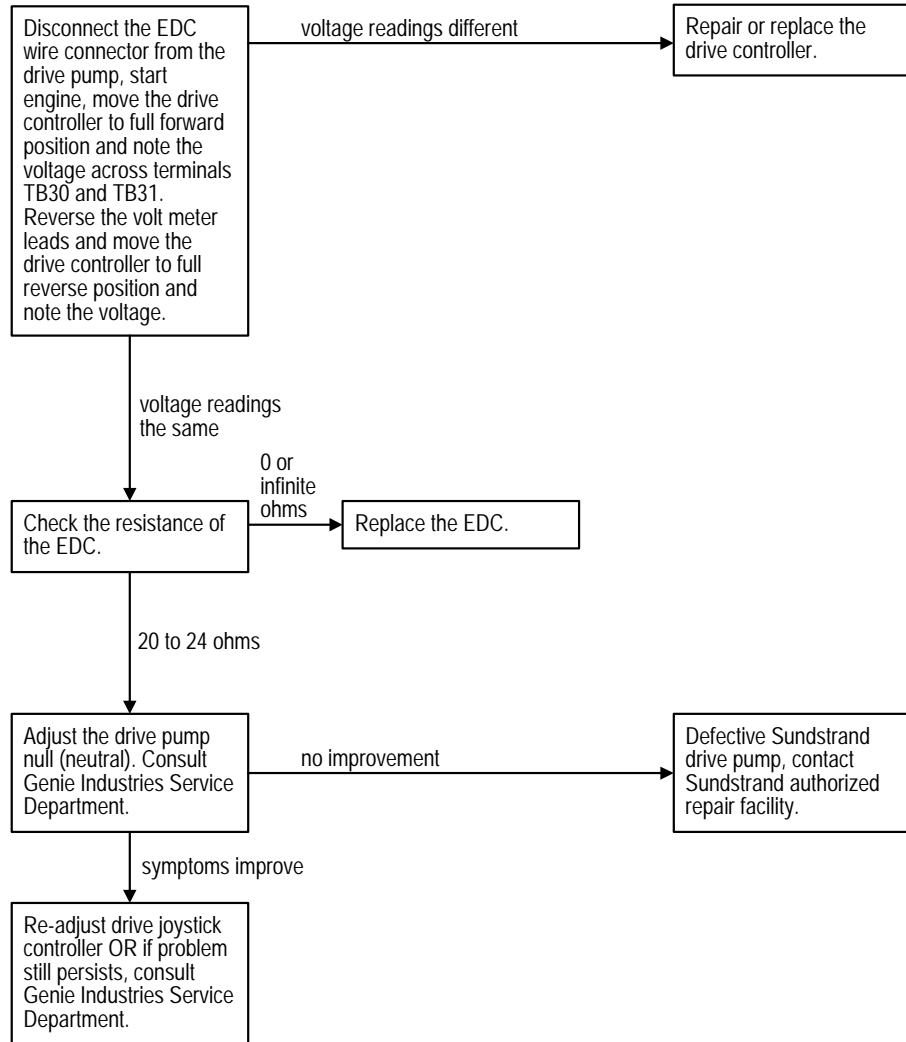 Disconnect the EDC
wire connector from the
drive pump, start
engine, move the drive
controller to full forward
position and note the
voltage across terminals
TB30 and TB31.
Reverse the volt meter
leads and move the
drive controller to full
reverse position and
note the voltage.
voltage readings different
Repair or replace the
drive controller.
voltage readings
the same
Check the resistance of
the EDC.
0 or
infinite
ohms
Replace the EDC.
20 to 24 ohms
Adjust the drive pump
null (neutral). Consult
Genie Industries Service
Department.
no improvement
Defective Sundstrand
drive pump, contact
Sundstrand authorized
repair facility.
symptoms improve
Re-adjust drive joystick
controller OR if problem
still persists, consult
Genie Industries Service
Department.